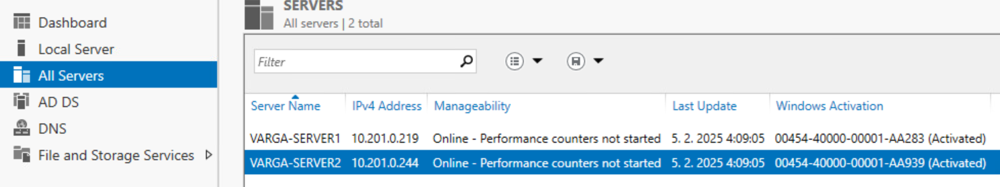 Dashboard
Local Server
All Servers
AD DS
DNS
File and Storage Services
SERVERS
All servers | 2 total
Filter
Server Name IPv4 Address Manageability Last Update Windows Activation
VARGA-SERVER1 10.201.0.219 Online - Performance counters not started 5. 2. 2025 4:09:05 00454-40000-00001-AA283 (Activated)
VARGA-SERVER2 10.201.0.244 Online - Performance counters not started 5. 2. 2025 4:09:05 00454-40000-00001-AA939 (Activated)